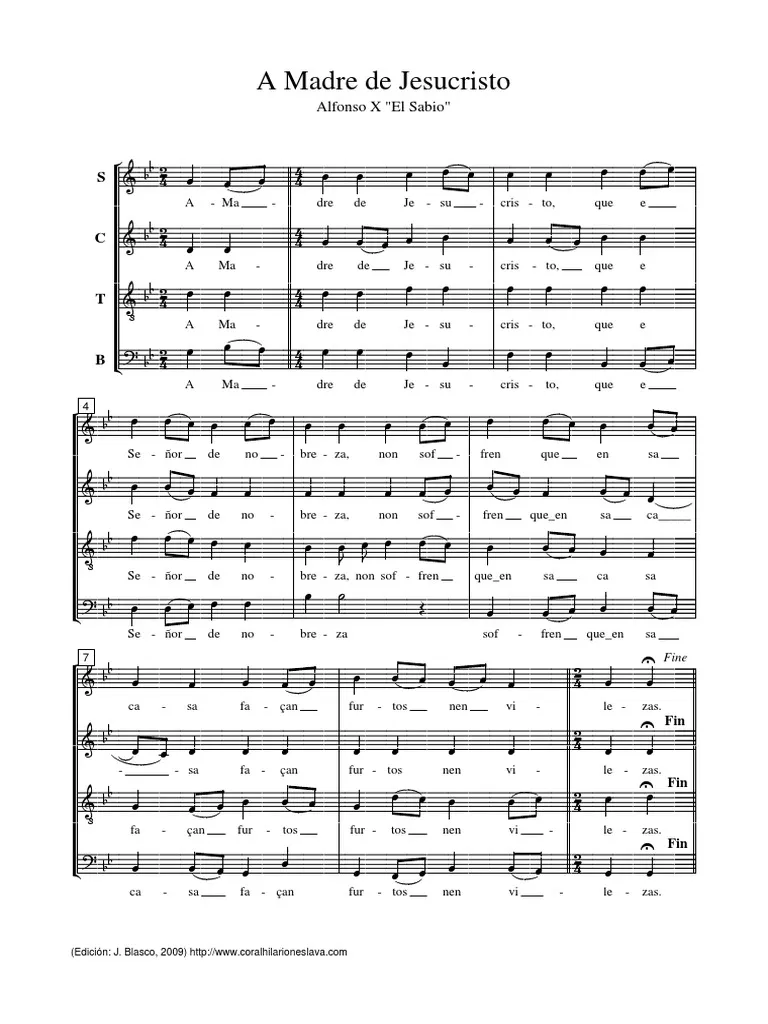 A Madre de Jesucristo
Alfonso X "El Sabio"
S
A - Ma - dre de Je - su - cris - to, que e
C
A Ma - dre de Je - su - cris - to, que e
T
8
A Ma - dre de Je - su - cris - to, que e
B
A Ma - dre de Je - su - cris - to, que e
4
Se - ñor de no - bre - za, non sof - fren que en sa
Se - ñor de no - bre - za, non sof - fren que_en sa ca_____
8
Se - ñor de no - bre - za, non sof - fren que_en sa ca sa
Se - ñor de no - bre - za sof - fren que_en sa
7
Fine
ca - sa fa - çan fur - tos nen vi - le - zas.
Fin
- sa fa - çan fur - tos nen vi - le - zas.
Fin
8
fa - çan fur - tos fur - tos nen vi - le - zas.
Fin
ca - sa fa - çan fur - tos nen vi - le - zas.
(Edición: J. Blasco, 2009) http://www.coralhilarioneslava.com